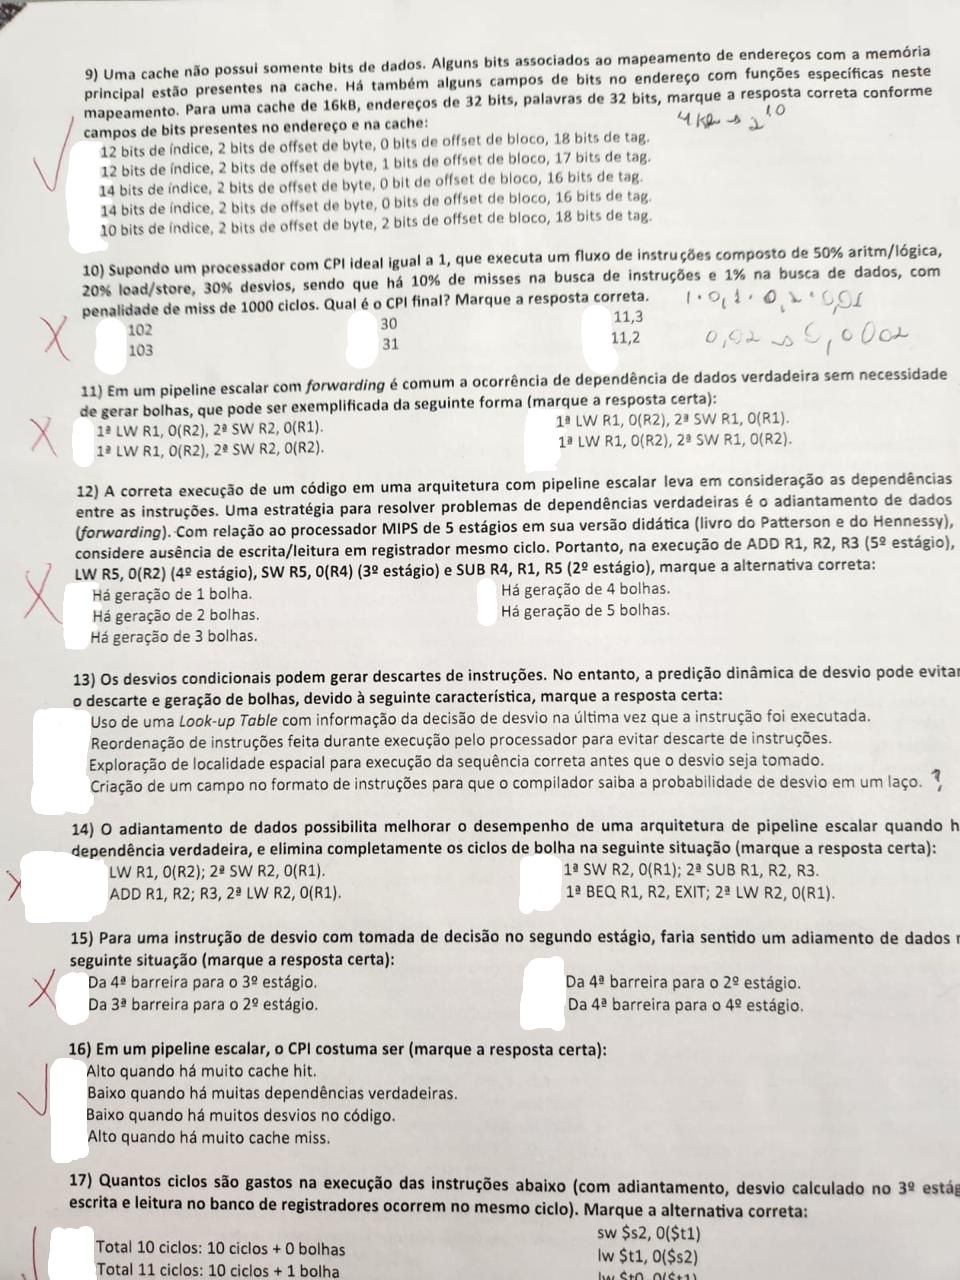 9) Uma cache não possui somente bits de dados. Alguns bits associados ao mapeamento de endereços com a memória
principal estão presentes na cache. Há também alguns campos de bits no endereço com funções específicas neste
mapeamento. Para uma cache de 16kB, endereços de 32 bits, palavras de 32 bits, marque a resposta correta conforme
campos de bits presentes no endereço e na cache:
12 bits de índice, 2 bits de offset de byte, 0 bits de offset de bloco, 18 bits de tag.
12 bits de índice, 2 bits de offset de byte, 1 bits de offset de bloco, 17 bits de tag.
14 bits de índice, 2 bits de offset de byte, 0 bit de offset de bloco, 16 bits de tag.
14 bits de índice, 2 bits de offset de byte, 0 bits de offset de bloco, 16 bits de tag.
10 bits de índice, 2 bits de offset de byte, 2 bits de offset de bloco, 18 bits de tag.
10) Supondo um processador com CPI ideal igual a 1, que executa um fluxo de instruções composto de 50% aritm/lógica,
20% load/store, 30% desvios, sendo que há 10% de misses na busca de instruções e 1% na busca de dados, com
penalidade de miss de 1000 ciclos. Qual é o CPI final? Marque a resposta correta.
102 30 11,3
103 31 11,2
11) Em um pipeline escalar com forwarding é comum a ocorrência de dependência de dados verdadeira sem necessidade
de gerar bolhas, que pode ser exemplificada da seguinte forma (marque a resposta certa):
1ª LW R1, 0(R2), 2ª SW R2, 0(R1). 1ª LW R1, 0(R2), 2ª SW R1, 0(R1).
1ª LW R1, 0(R2), 2ª SW R2, 0(R2). 1ª LW R1, 0(R2), 2ª SW R1, 0(R2).
12) A correta execução de um código em uma arquitetura com pipeline escalar leva em consideração as dependências
entre as instruções. Uma estratégia para resolver problemas de dependências verdadeiras é o adiantamento de dados
(forwarding). Com relação ao processador MIPS de 5 estágios em sua versão didática (livro do Patterson e do Hennessy),
considere ausência de escrita/leitura em registrador mesmo ciclo. Portanto, na execução de ADD R1, R2, R3 (5º estágio),
LW R5, 0(R2) (4º estágio), SW R5, 0(R4) (3º estágio) e SUB R4, R1, R5 (2º estágio), marque a alternativa correta:
Há geração de 1 bolha. Há geração de 4 bolhas.
Há geração de 2 bolhas. Há geração de 5 bolhas.
Há geração de 3 bolhas.
13) Os desvios condicionais podem gerar descartes de instruções. No entanto, a predição dinâmica de desvio pode evitar
o descarte e geração de bolhas, devido à seguinte característica, marque a resposta certa:
Uso de uma Look-up Table com informação da decisão de desvio na última vez que a instrução foi executada.
Reordenação de instruções feita durante execução pelo processador para evitar descarte de instruções.
Exploração de localidade espacial para execução da sequência correta antes que o desvio seja tomado.
Criação de um campo no formato de instruções para que o compilador saiba a probabilidade de desvio em um laço. ?
14) O adiantamento de dados possibilita melhorar o desempenho de uma arquitetura de pipeline escalar quando h
dependência verdadeira, e elimina completamente os ciclos de bolha na seguinte situação (marque a resposta certa):
LW R1, 0(R2); 2ª SW R2, 0(R1). 1ª SW R2, 0(R1); 2ª SUB R1, R2, R3.
ADD R1, R2; R3, 2ª LW R2, 0(R1). 1ª BEQ R1, R2, EXIT; 2ª LW R2, 0(R1).
15) Para uma instrução de desvio com tomada de decisão no segundo estágio, faria sentido um adiamento de dados
seguinte situação (marque a resposta certa):
Da 4ª barreira para o 3º estágio. Da 4ª barreira para o 2º estágio.
Da 3ª barreira para o 2º estágio. Da 4ª barreira para o 4º estágio.
16) Em um pipeline escalar, o CPI costuma ser (marque a resposta certa):
Alto quando há muito cache hit.
Baixo quando há muitas dependências verdadeiras.
Baixo quando há muitos desvios no código.
Alto quando há muito cache miss.
17) Quantos ciclos são gastos na execução das instruções abaixo (com adiantamento, desvio calculado no 3º estág
escrita e leitura no banco de registradores ocorrem no mesmo ciclo). Marque a alternativa correta:
sw $s2, 0($t1)
Total 10 ciclos: 10 ciclos + 0 bolhas
lw $t1, 0($s2)
Total 11 ciclos: 10 ciclos + 1 bolha
lw $t0, 0($t1)